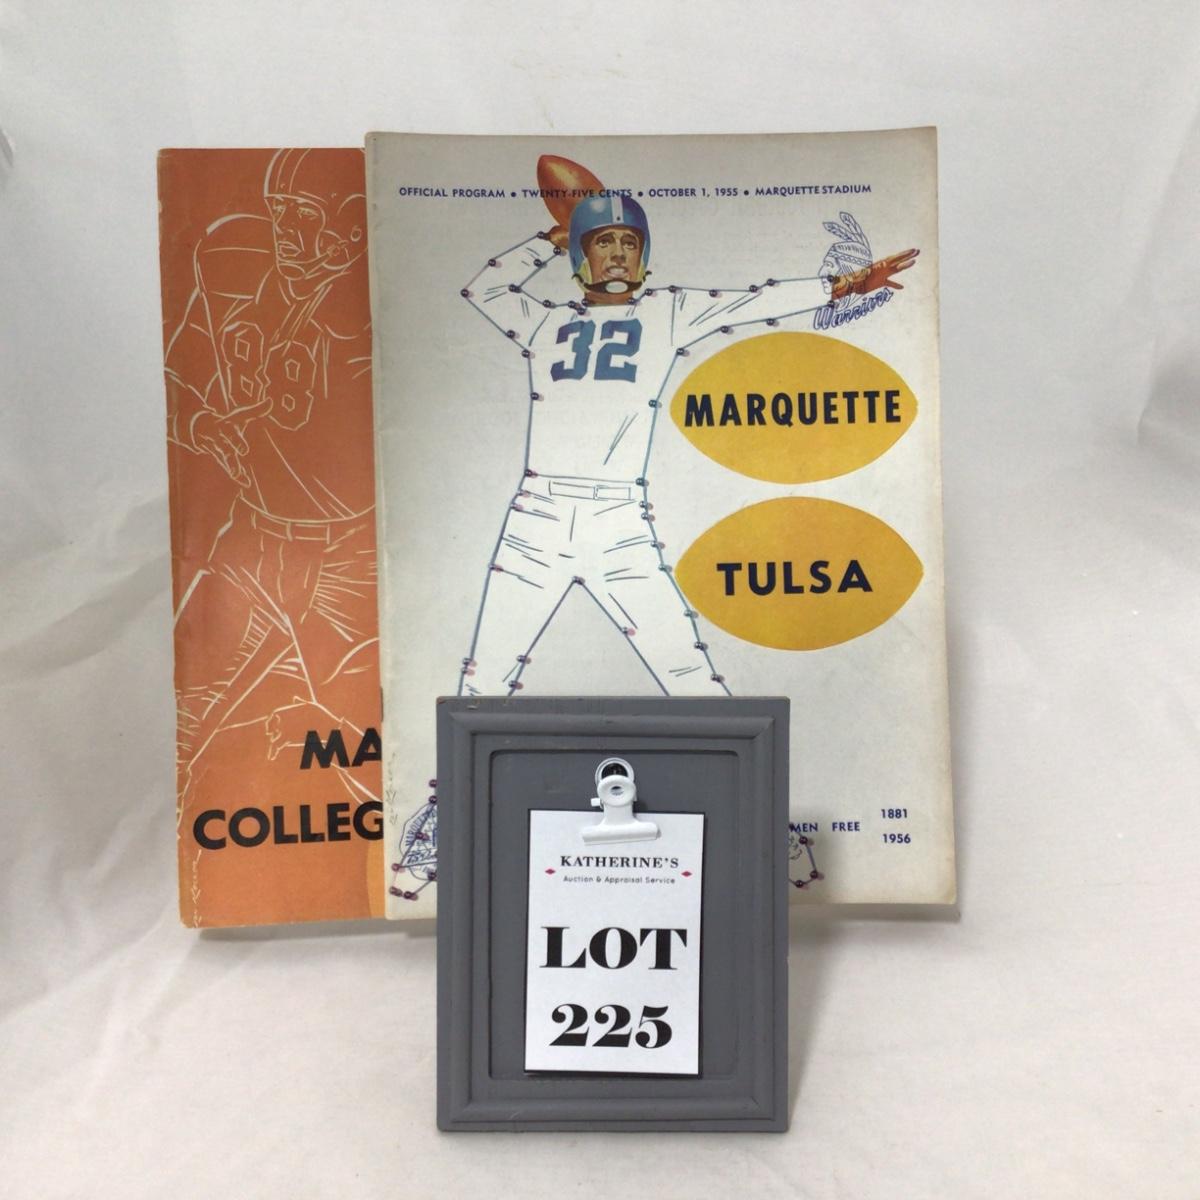 OFFICIAL PROGRAM • TWENTY-FIVE CENTS • OCTOBER 1, 1955 • MARQUETTE STADIUM
Warriors
32
88
MARQUETTE
TULSA
MA
COLLEG
MEN FREE
1881
1956
KATHERINE'S
Auction & Appraisal Service
LOT
225